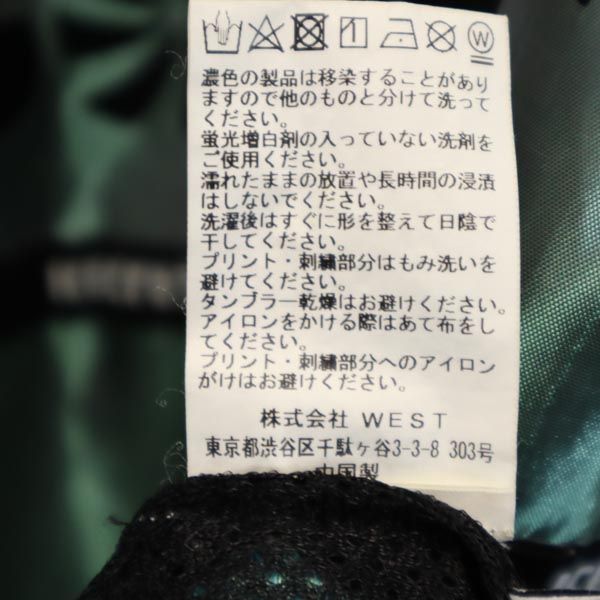 濃色の製品は移染することがあり
ますので他のものと分けて洗って
ください。
蛍光増白剤の入っていない洗剤を
ご使用ください。
濡れたままの放置や長時間の浸漬
はしないでください。
洗濯後はすぐに形を整えて日陰で
干してください。
プリント・刺繍部分はもみ洗いを
避けてください。
タンブラー乾燥はお避けください。
アイロンをかける際はあて布をし
てください。
プリント・刺繍部分へのアイロン
がけはお避けください。
株式会社 WEST
東京都渋谷区千駄ヶ谷3-3-8 303号
中国製